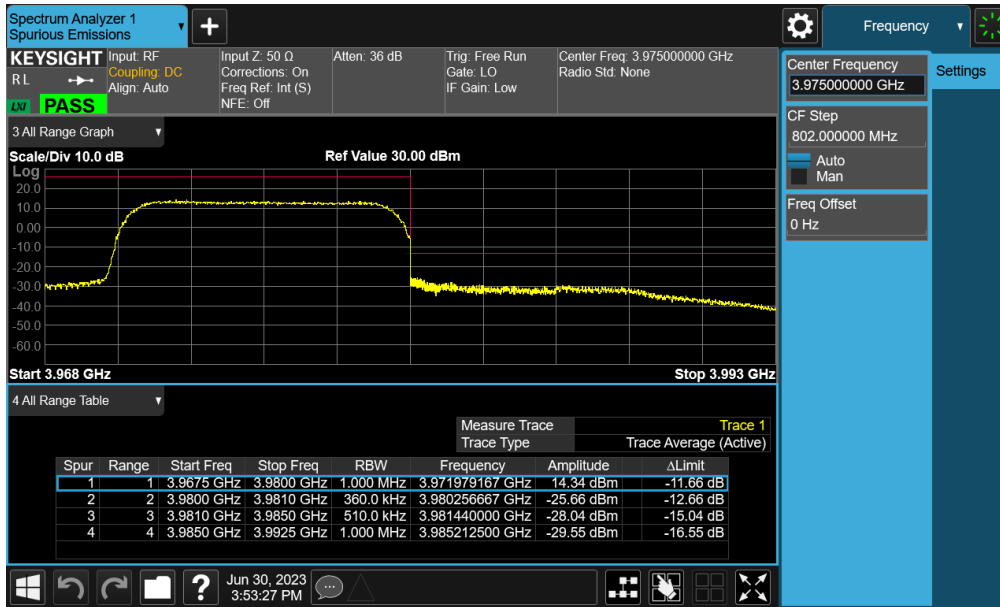 Spectrum Analyzer 1
Spurious Emissions
+
Frequency
KEYSIGHT
R L
LXI
PASS
Input: RF
Coupling: DC
Align: Auto
Input Z: 50 Ω
Corrections: On
Freq Ref: Int (S)
NFE: Off
Atten: 36 dB
Trig: Free Run
Gate: LO
IF Gain: Low
Center Freq: 3.975000000 GHz
Radio Std: None
Center Frequency
3.975000000 GHz
Settings
CF Step
802.000000 MHz
Auto
Man
Freq Offset
0 Hz
3 All Range Graph
Scale/Div 10.0 dB
Ref Value 30.00 dBm
Log
20.0
10.0
0.00
-10.0
-20.0
-30.0
-40.0
-50.0
-60.0
Start 3.968 GHz
Stop 3.993 GHz
4 All Range Table
Measure Trace Trace 1
Trace Type Trace Average (Active)
Spur Range Start Freq Stop Freq RBW Frequency Amplitude ΔLimit
1 1 3.9675 GHz 3.9800 GHz 1.000 MHz 3.971979167 GHz 14.34 dBm -11.66 dB
2 2 3.9800 GHz 3.9810 GHz 360.0 kHz 3.980256667 GHz -25.66 dBm -12.66 dB
3 3 3.9810 GHz 3.9850 GHz 510.0 kHz 3.981440000 GHz -28.04 dBm -15.04 dB
4 4 3.9850 GHz 3.9925 GHz 1.000 MHz 3.985212500 GHz -29.55 dBm -16.55 dB
?
Jun 30, 2023
3:53:27 PM